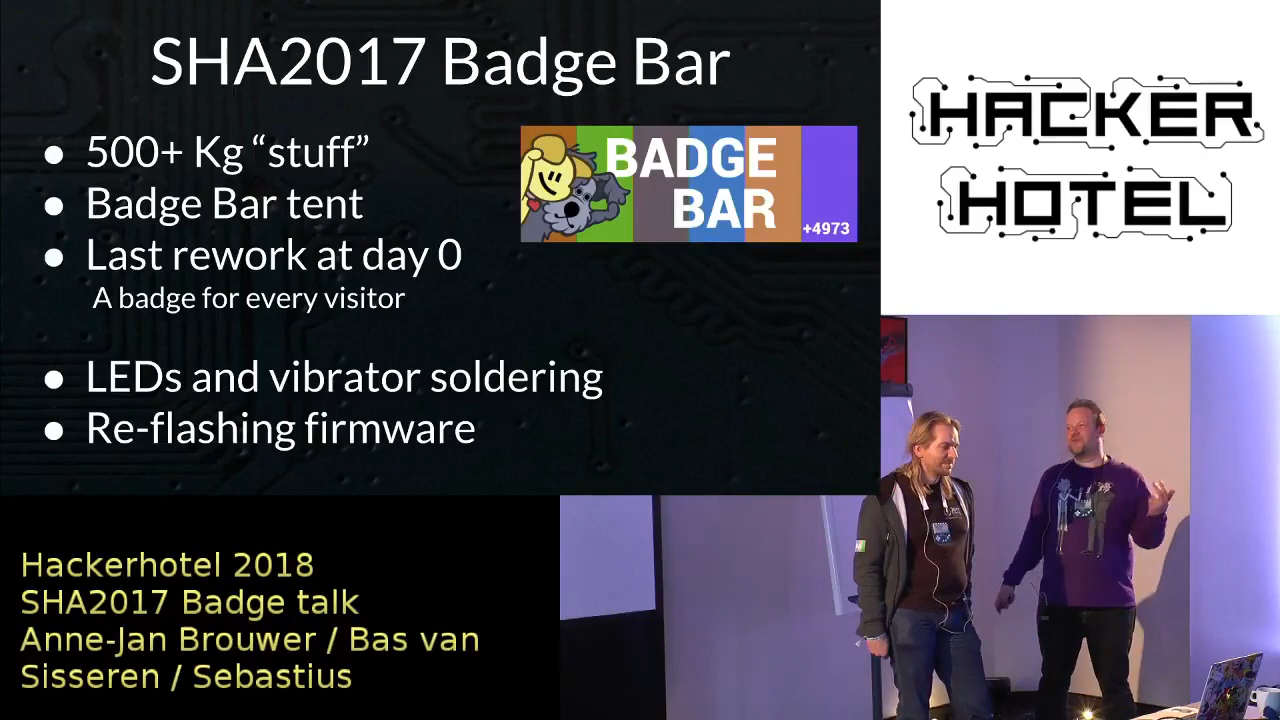 SHA2017 Badge Bar
● 500+ Kg “stuff”
● Badge Bar tent
● Last rework at day 0
A badge for every visitor
● LEDs and vibrator soldering
● Re-flashing firmware
BADGE
BAR
+4973
HACKER
HOTEL
Hackerhotel 2018
SHA2017 Badge talk
Anne-Jan Brouwer / Bas van
Sisseren / Sebastius